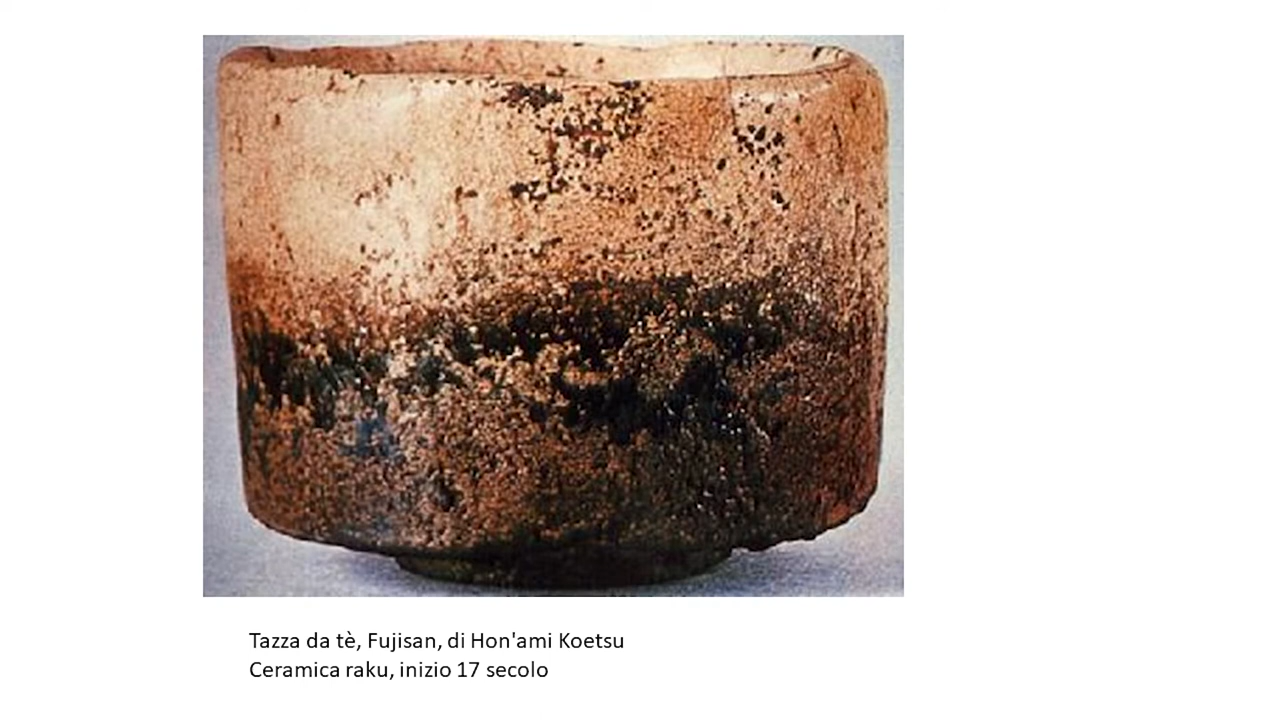 Tazza da tè, Fujisan, di Hon'ami Koetsu
Ceramica raku, inizio 17 secolo